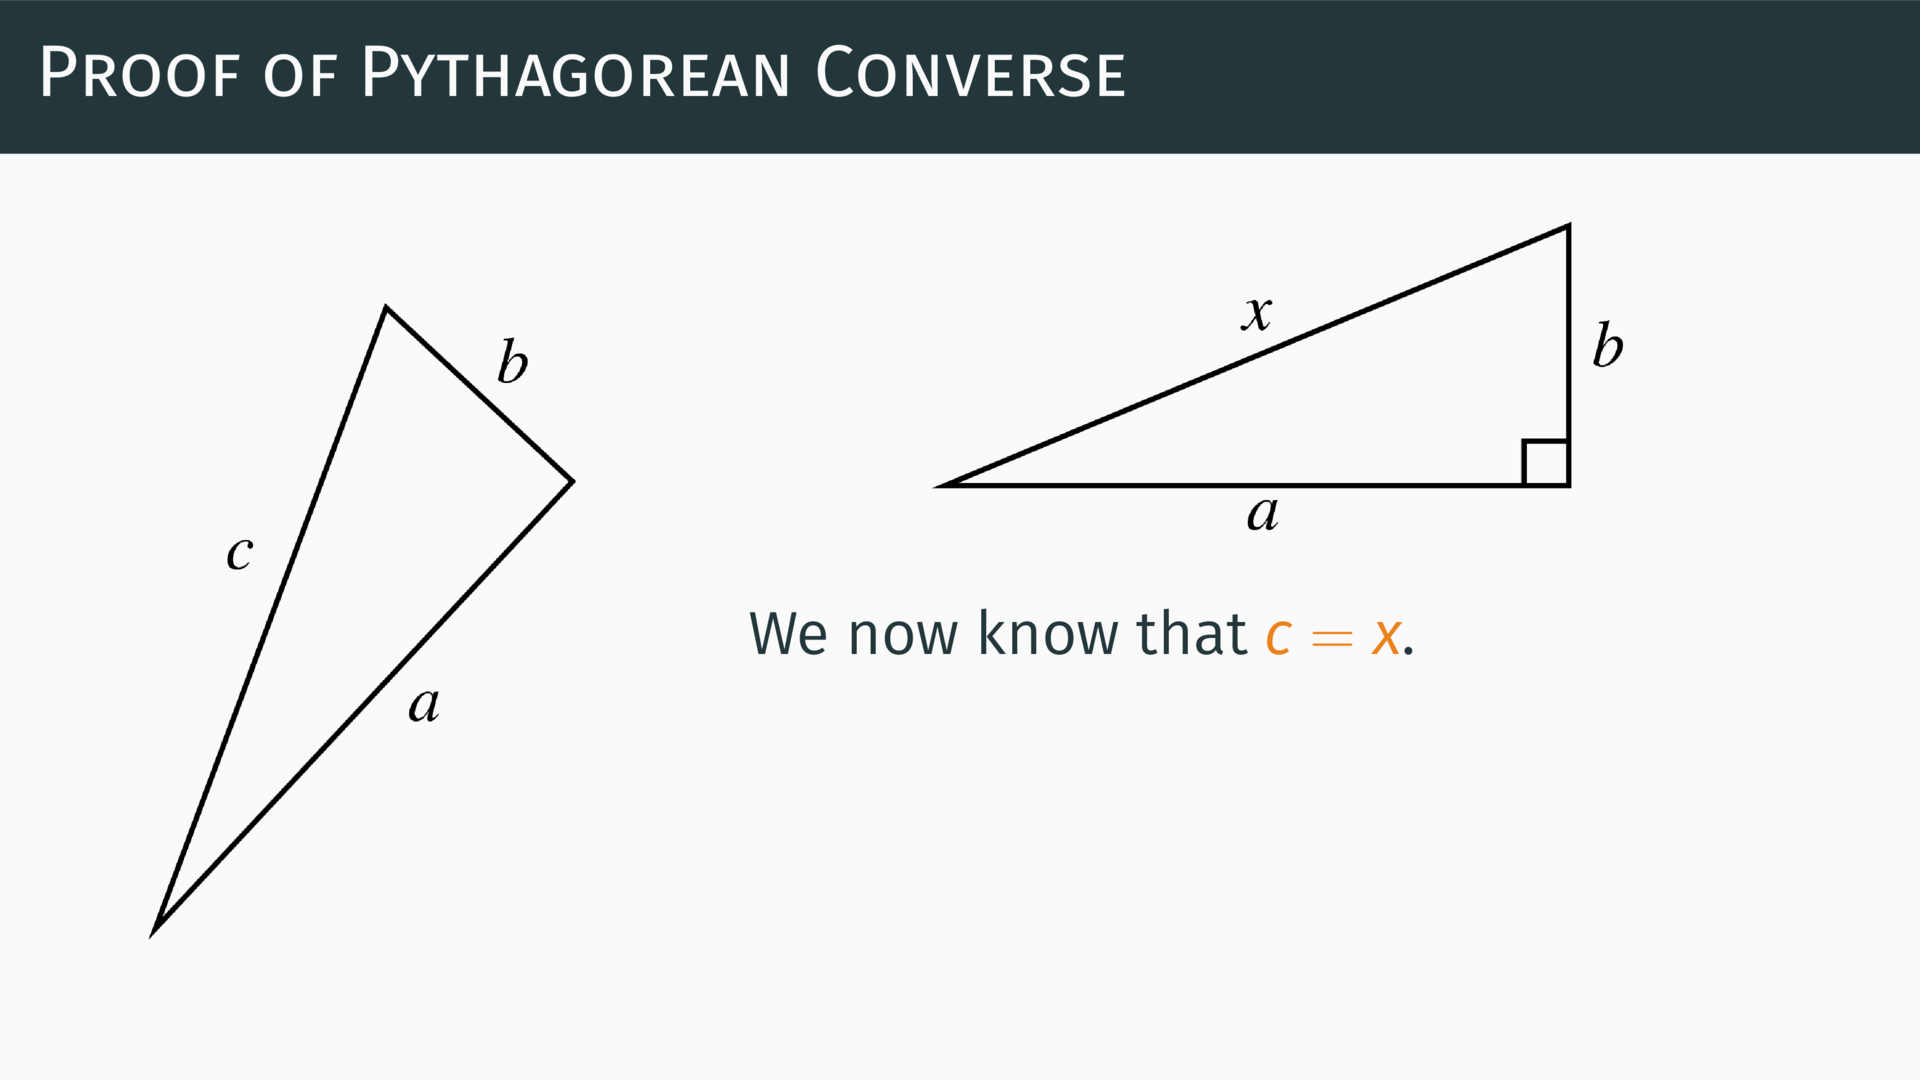 Proof of Pythagorean Converse
x
b
b
a
c
We now know that c = x.
a